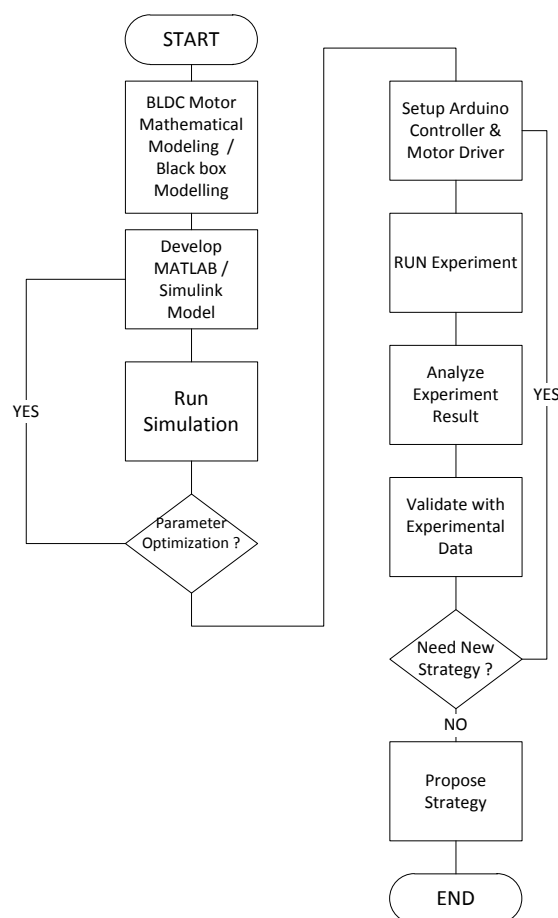 START
BLDC Motor
Mathematical
Modeling  /
Black box
Modelling
Develop
MATLAB /
Simulink
Model
YES
Run
Simulation
Parameter
Optimization ?
Setup Arduino
Controller &
Motor Driver
RUN Experiment
Analyze
Experiment
Result
YES
Validate with
Experimental
Data
Need New
Strategy ?
NO
Propose
Strategy
END